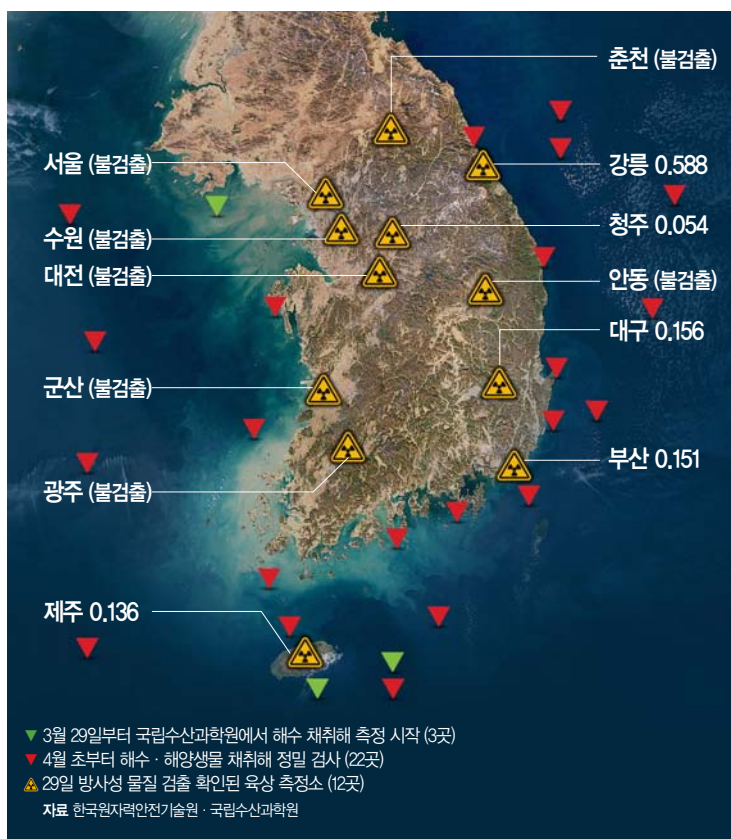 춘천 (불검출)
서울 (불검출)
강릉 0.588
수원 (불검출)
청주 0.054
대전 (불검출)
안동 (불검출)
대구 0.156
군산 (불검출)
부산 0.151
광주 (불검출)
제주 0.136
▼ 3월 29일부터 국립수산과학원에서 해수 채취해 측정 시작 (3곳)
▼ 4월 초부터 해수 · 해양생물 채취해 정밀 검사 (22곳)
29일 방사성 물질 검출 확인된 육상 측정소 (12곳)
자료 한국원자력안전기술원 · 국립수산과학원